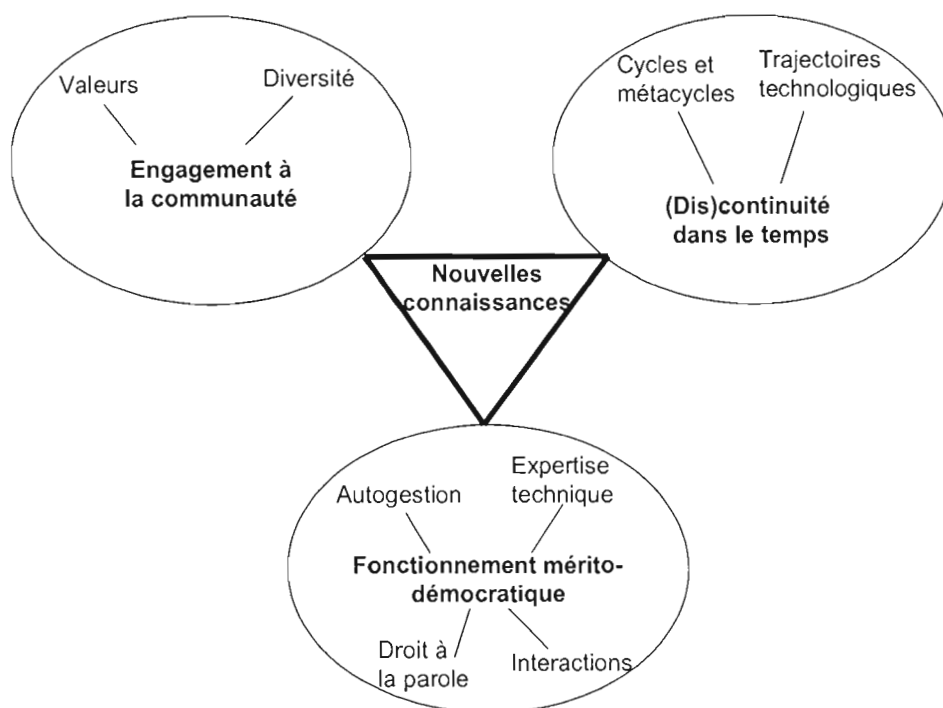 Valeurs
Diversité
Engagement à
la communauté
Cycles et
métacycles
Trajectoires
technologiques
(Dis)continuité
dans le temps
Nouvelles
connaissances
Autogestion
Expertise
technique
Fonctionnement mérito-
démocratique
Droit à
la parole
Interactions